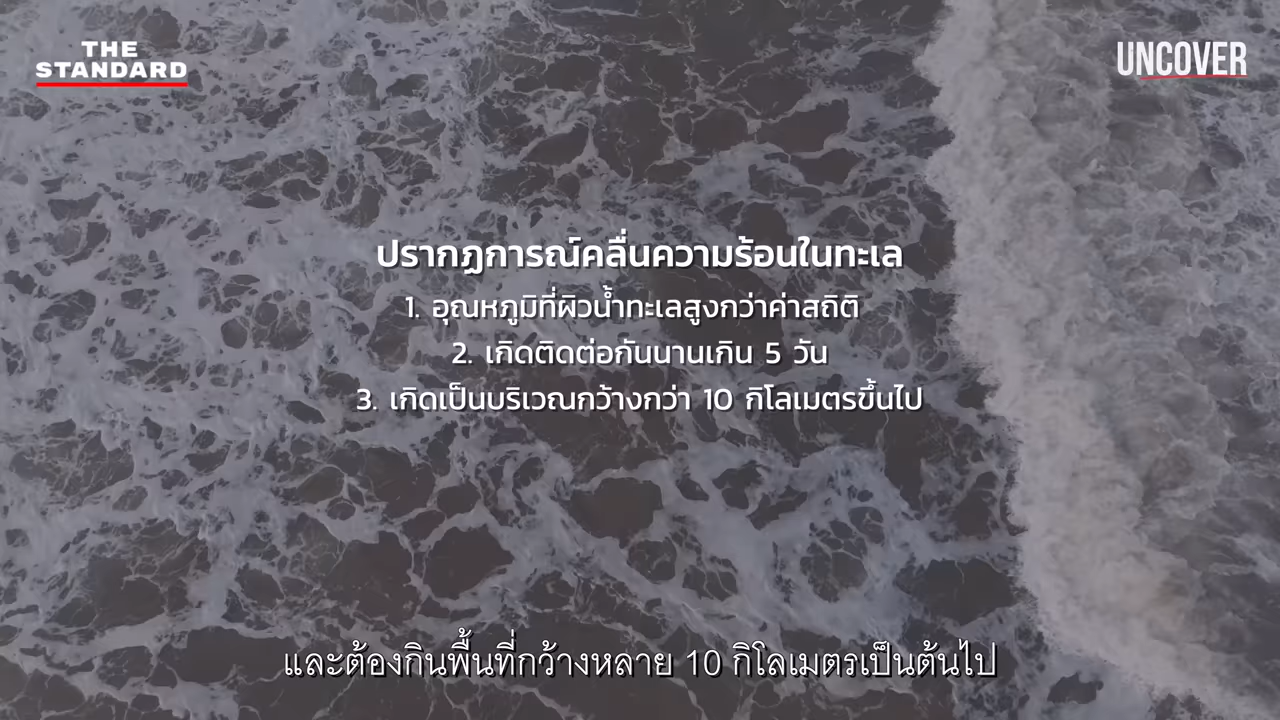 THE
STANDARD
UNCOVER
ปรากฏการณ์คลื่นความร้อนในทะเล
1. อุณหภูมิที่ผิวน้ำทะเลสูงกว่าค่าสถิติ
2. เกิดติดต่อกันนานเกิน 5 วัน
3. เกิดเป็นบริเวณกว้างกว่า 10 กิโลเมตรขึ้นไป
และต้องกินพื้นที่กว้างหลาย 10 กิโลเมตรเป็นต้นไป